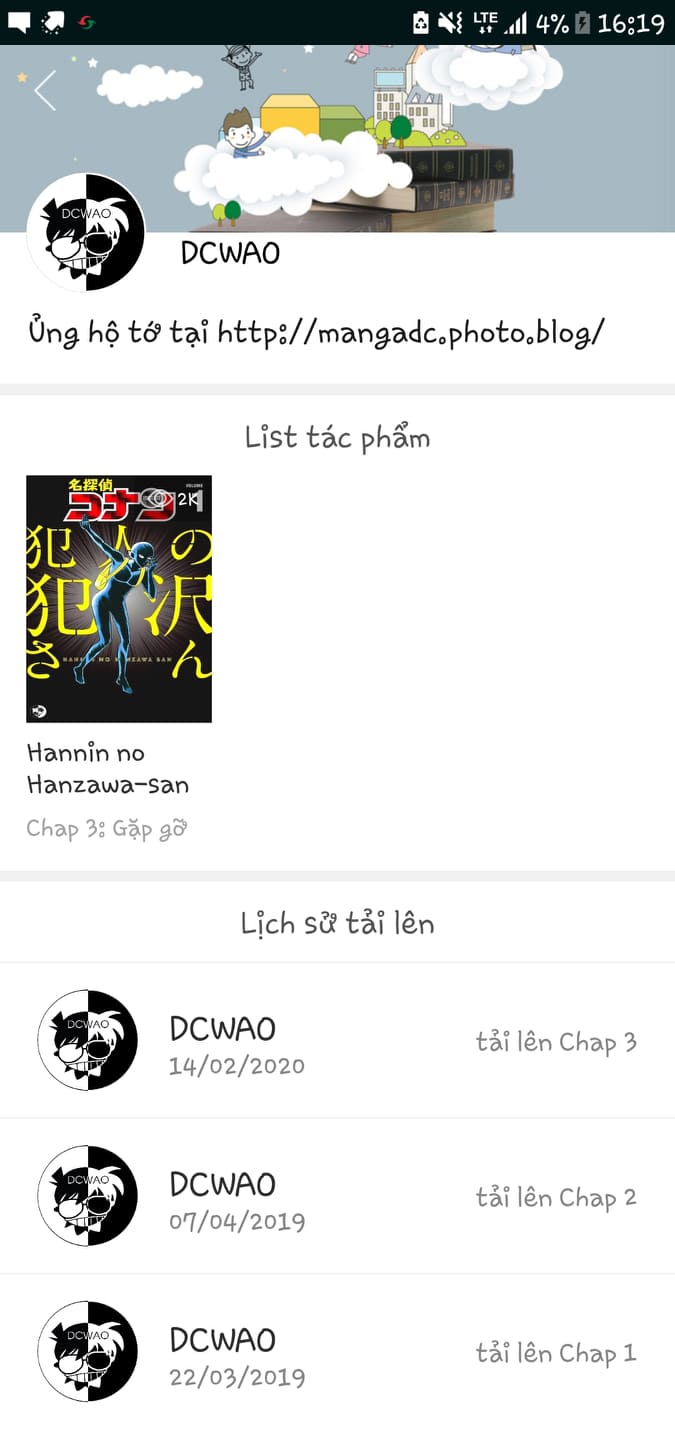 LTE 4% 16:19
DCWAO
DCWAO
Ủng hộ tớ tại http://mangadc.photo.blog/
List tác phẩm
名探偵 VOLUME
コナン 1
2K
犯人の
犯沢
さん
HANNIN NO HANZAWA SAN
Hannin no
Hanzawa-san
Chap 3: Gặp gỡ
Lịch sử tải lên
DCWAO
DCWAO
14/02/2020
tải lên Chap 3
DCWAO
DCWAO
07/04/2019
tải lên Chap 2
DCWAO
DCWAO
22/03/2019
tải lên Chap 1